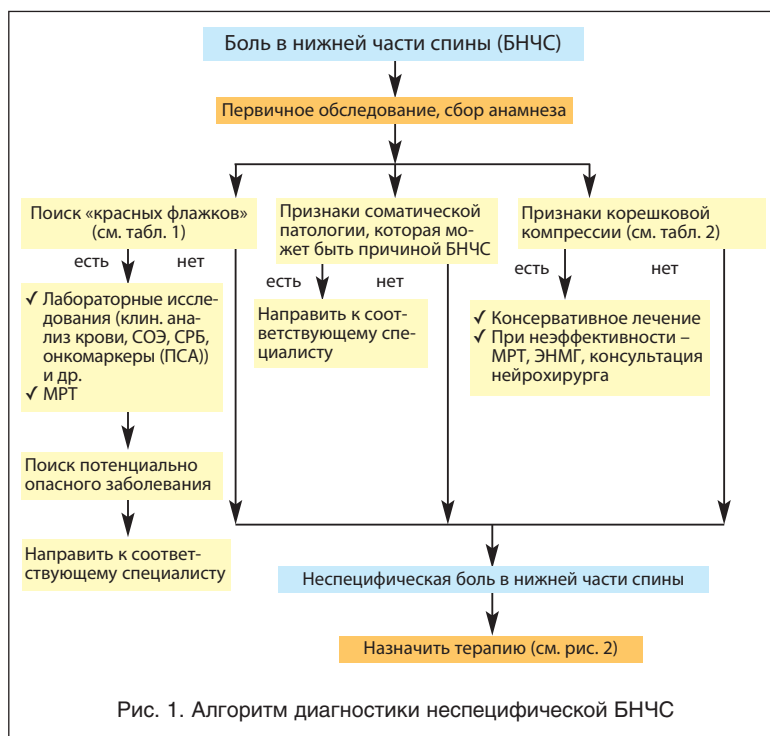 Боль в нижней части спины (БНЧС)
Первичное обследование, сбор анамнеза
Поиск «красных флажков»
(см. табл. 1)
есть нет
✓ Лабораторные иссле-
дования (клин. анализ
крови, СОЭ, СРБ,
онкомаркеры (ПСА))
и др.
✓ МРТ
Поиск потенциально
опасного заболевания
Направить к соответ-
ствующему специалисту
Признаки соматической
патологии, которая мо-
жет быть причиной БНЧС
есть нет
Направить к соот-
ветствующему спе-
циалисту
Признаки корешковой
компрессии (см. табл. 2)
есть нет
✓ Консервативное лечение
✓ При неэффективности –
МРТ, ЭНМГ, консультация
нейрохирурга
Неспецифическая боль в нижней части спины
Назначить терапию (см. рис. 2)
Рис. 1. Алгоритм диагностики неспецифической БНЧС